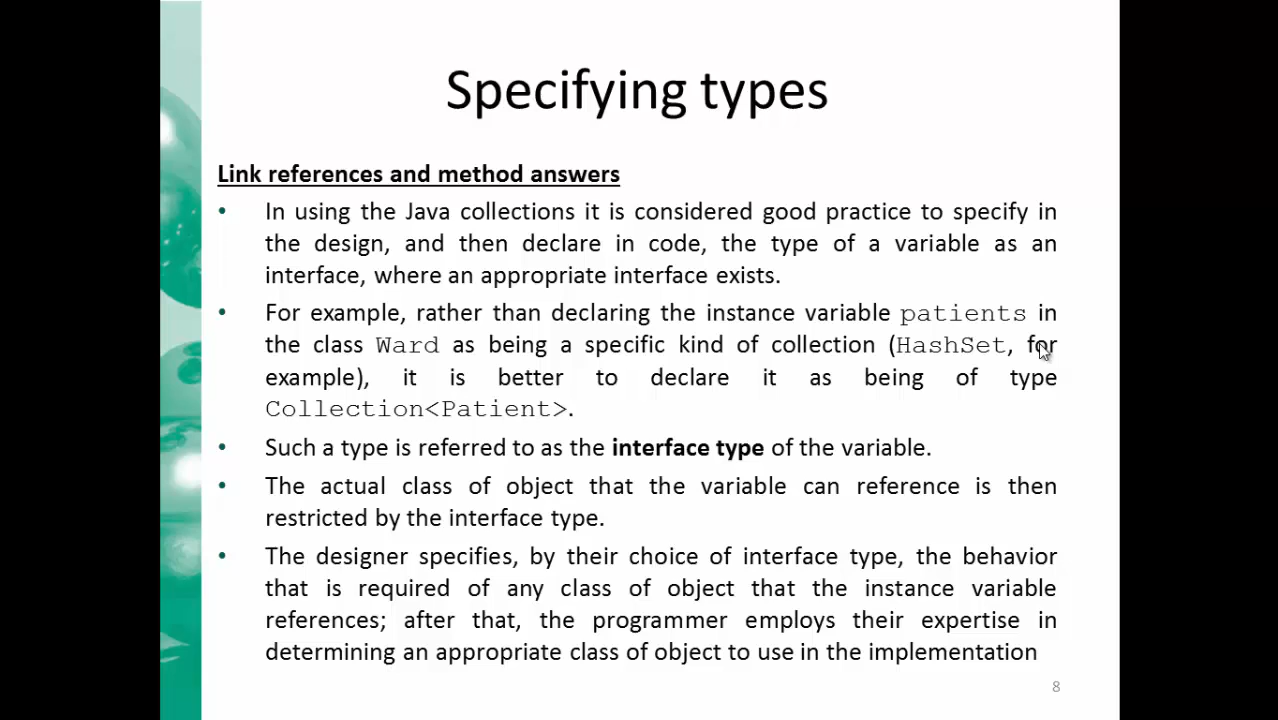 Specifying types
Link references and method answers
• In using the Java collections it is considered good practice to specify in
the design, and then declare in code, the type of a variable as an
interface, where an appropriate interface exists.
• For example, rather than declaring the instance variable patients in
the class Ward as being a specific kind of collection (HashSet, for
example), it is better to declare it as being of type
Collection<Patient>.
• Such a type is referred to as the interface type of the variable.
• The actual class of object that the variable can reference is then
restricted by the interface type.
• The designer specifies, by their choice of interface type, the behavior
that is required of any class of object that the instance variable
references; after that, the programmer employs their expertise in
determining an appropriate class of object to use in the implementation
8